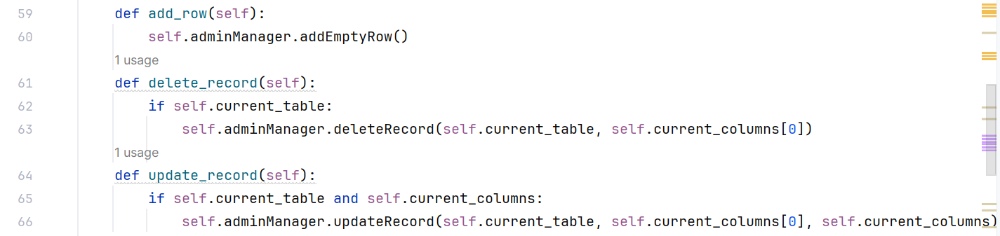 59 def add_row(self):
60 self.adminManager.addEmptyRow()
1 usage
61 def delete_record(self):
62 if self.current_table:
63 self.adminManager.deleteRecord(self.current_table, self.current_columns[0])
1 usage
64 def update_record(self):
65 if self.current_table and self.current_columns:
66 self.adminManager.updateRecord(self.current_table, self.current_columns[0], self.current_columns)